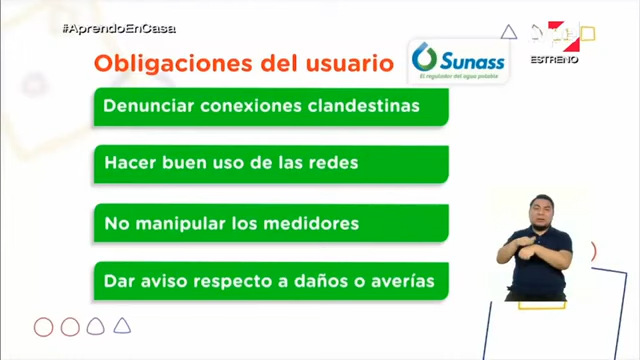 #AprendoEnCasa
ESTRENO
Obligaciones del usuario
Sunass
El regulador del agua potable
Denunciar conexiones clandestinas
Hacer buen uso de las redes
No manipular los medidores
Dar aviso respecto a daños o averías